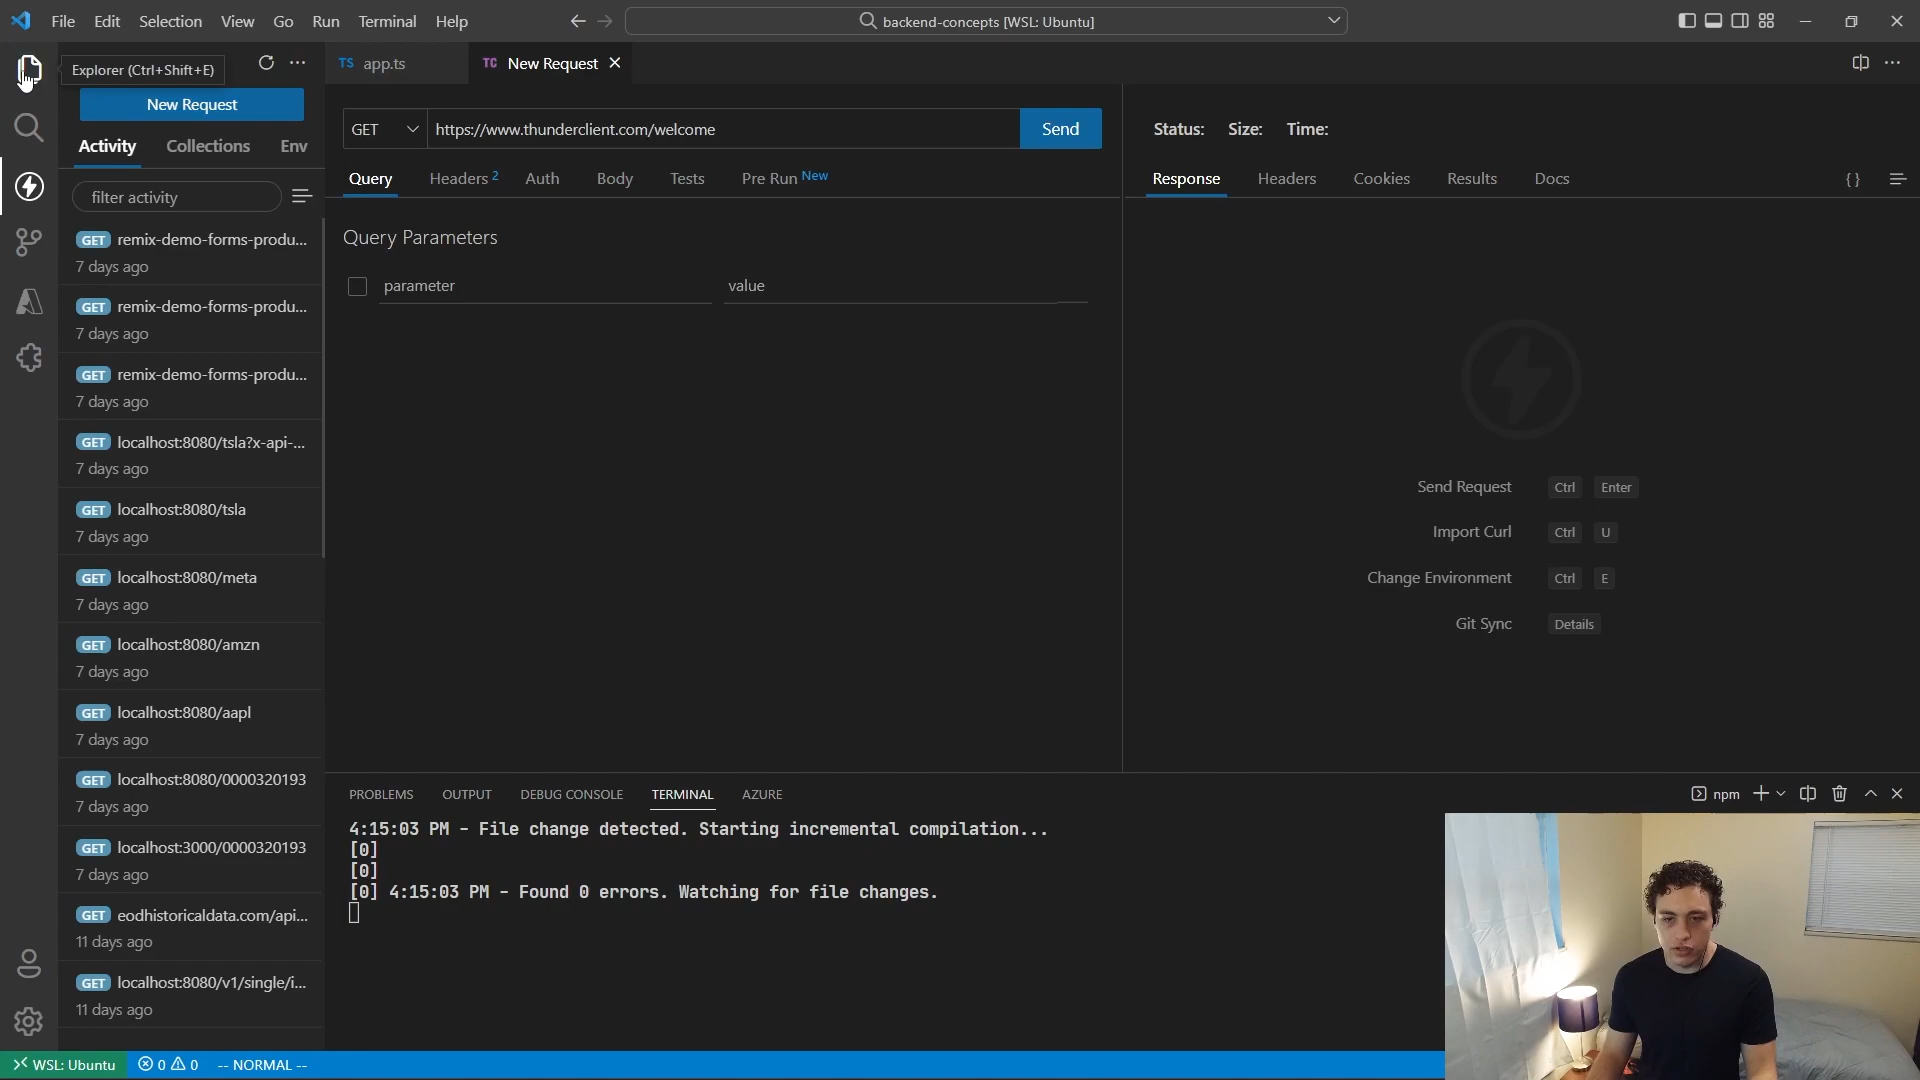 File Edit Selection View Go Run Terminal Help
backend-concepts [WSL: Ubuntu]
Explorer (Ctrl+Shift+E)
TS app.ts
TC New Request
New Request
Activity Collections Env
filter activity
GET remix-demo-forms-produ...
7 days ago
GET remix-demo-forms-produ...
7 days ago
GET remix-demo-forms-produ...
7 days ago
GET localhost:8080/tsla?x-api-...
7 days ago
GET localhost:8080/tsla
7 days ago
GET localhost:8080/meta
7 days ago
GET localhost:8080/amzn
7 days ago
GET localhost:8080/aapl
7 days ago
GET localhost:8080/0000320193
7 days ago
GET localhost:3000/0000320193
7 days ago
GET eodhistoricaldata.com/api...
11 days ago
GET localhost:8080/v1/single/i...
11 days ago
GET https://www.thunderclient.com/welcome Send
Query Headers 2 Auth Body Tests Pre Run New
Query Parameters
parameter value
Status: Size: Time:
Response Headers Cookies Results Docs
{ }
Send Request Ctrl Enter
Import Curl Ctrl U
Change Environment Ctrl E
Git Sync Details
PROBLEMS OUTPUT DEBUG CONSOLE TERMINAL AZURE
npm
4:15:03 PM - File change detected. Starting incremental compilation...
[0]
[0]
[0] 4:15:03 PM - Found 0 errors. Watching for file changes.
WSL: Ubuntu 0 0 -- NORMAL --